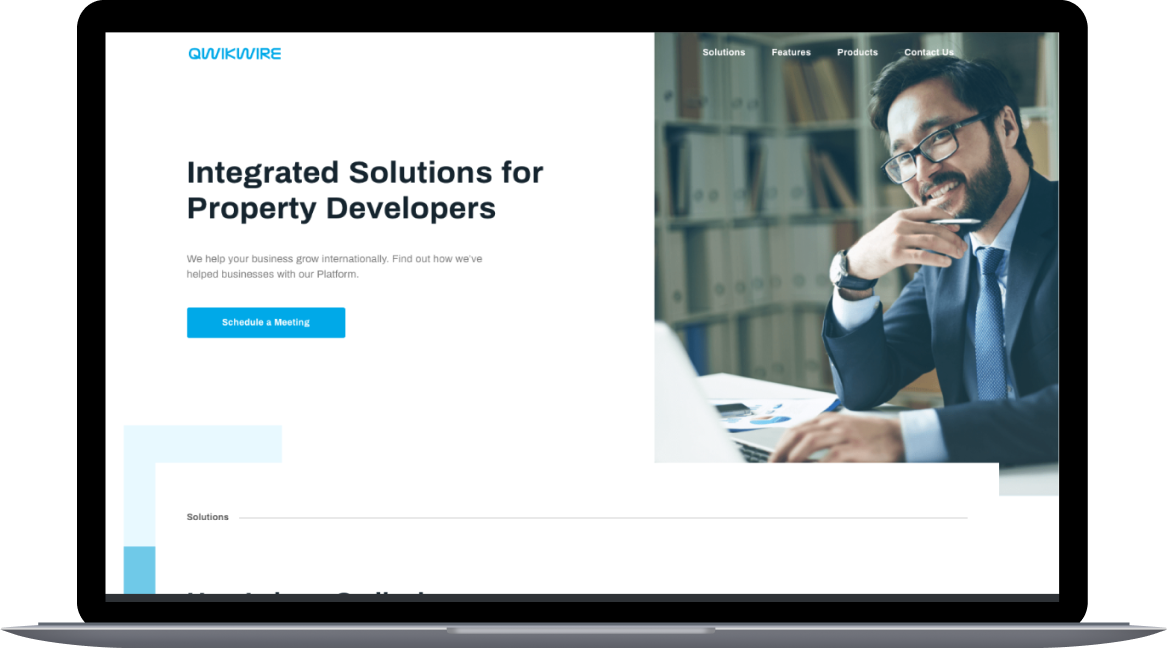 QWIKWIRE
Solutions Features Products Contact Us
Integrated Solutions for
Property Developers
We help your business grow internationally. Find out how we've
helped businesses with our Platform.
Schedule a Meeting
Solutions